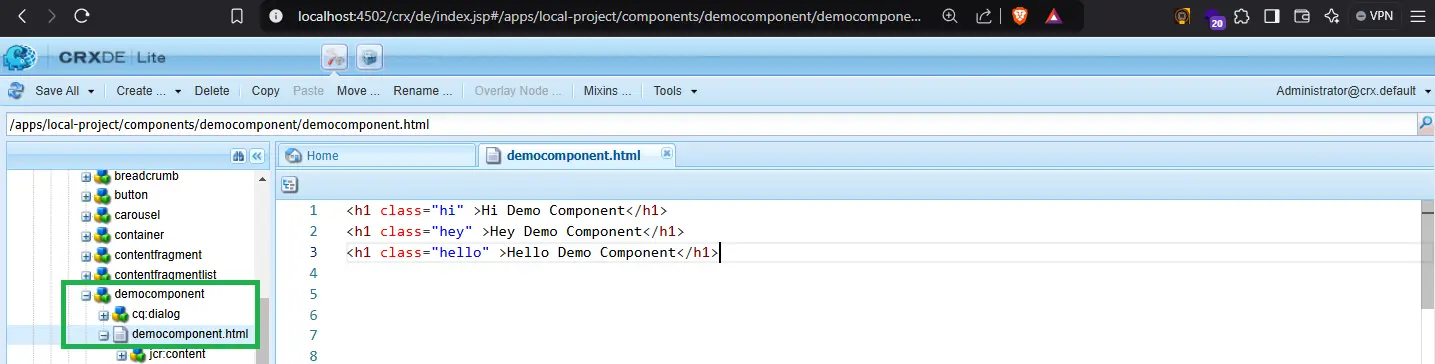 localhost:4502/crx/de/index.jsp#/apps/local-project/components/democomponent/democompone...
20
VPN
CRXDE | Lite
Save All Create ... Delete Copy Paste Move ... Rename ... Overlay Node ... Mixins ... Tools Administrator@crx.default
/apps/local-project/components/democomponent/democomponent.html
Home democomponent.html
breadcrumb
button
carousel
container
contentfragment
contentfragmentlist
democomponent
cq:dialog
democomponent.html
jcr:content
1 <h1 class="hi" >Hi Demo Component</h1>
2 <h1 class="hey" >Hey Demo Component</h1>
3 <h1 class="hello" >Hello Demo Component</h1>
4
5
6
7
8